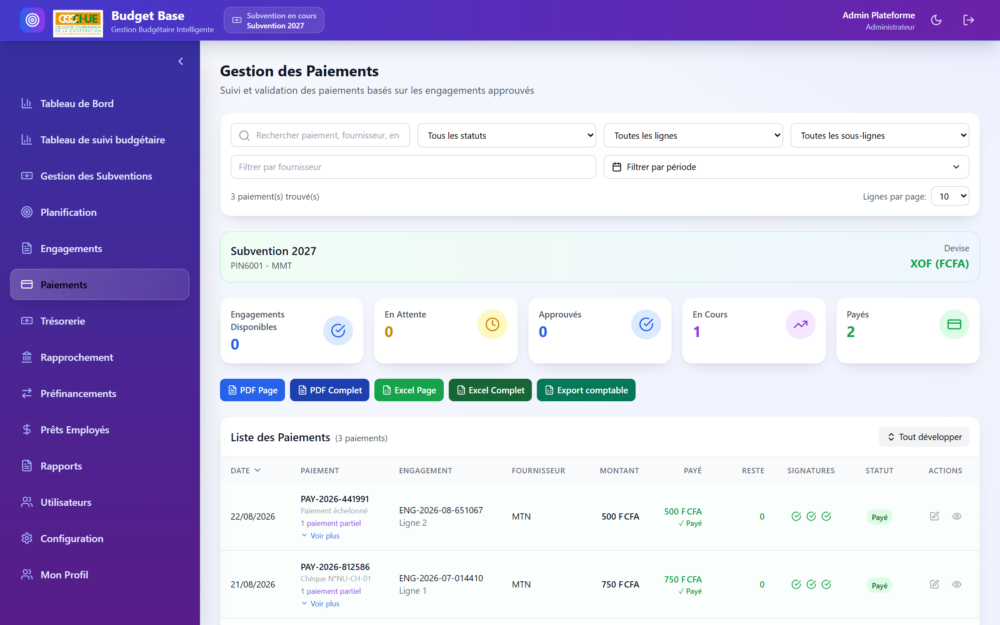 CCCCI-UE
CELLULE DE COORDINATION
DE LA COOPERATION
COTE D'IVOIRE-UNION EUROPEENNE
Budget Base
Gestion Budgétaire Intelligente
Subvention en cours
Subvention 2027
Admin Plateforme
Administrateur
Tableau de Bord
Tableau de suivi budgétaire
Gestion des Subventions
Planification
Engagements
Paiements
Trésorerie
Rapprochement
Préfinancements
Prêts Employés
Rapports
Utilisateurs
Configuration
Mon Profil
Gestion des Paiements
Suivi et validation des paiements basés sur les engagements approuvés
Rechercher paiement, fournisseur, en
Tous les statuts
Toutes les lignes
Toutes les sous-lignes
Filtrer par fournisseur
Filtrer par période
3 paiement(s) trouvé(s)
Lignes par page: 10
Subvention 2027
PIN6001 - MMT
Devise
XOF (FCFA)
Engagements
Disponibles
0
En Attente
0
Approuvés
0
En Cours
1
Payés
2
PDF Page
PDF Complet
Excel Page
Excel Complet
Export comptable
Liste des Paiements (3 paiements)
Tout développer
DATE PAIEMENT ENGAGEMENT FOURNISSEUR MONTANT PAYÉ RESTE SIGNATURES STATUT ACTIONS
22/08/2026
PAY-2026-441991
Paiement échelonné
1 paiement partiel
Voir plus
ENG-2026-08-651067
Ligne 2
MTN
500 F CFA
500 F CFA
✓ Payé
0
Payé
21/08/2026
PAY-2026-812586
Chèque N°NU-CH-01
1 paiement partiel
Voir plus
ENG-2026-07-014410
Ligne 1
MTN
750 F CFA
750 F CFA
✓ Payé
0
Payé